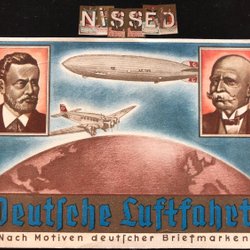 NISSED
Deutsche Luftfahrt
Nach Motiven deutscher Briefmarken